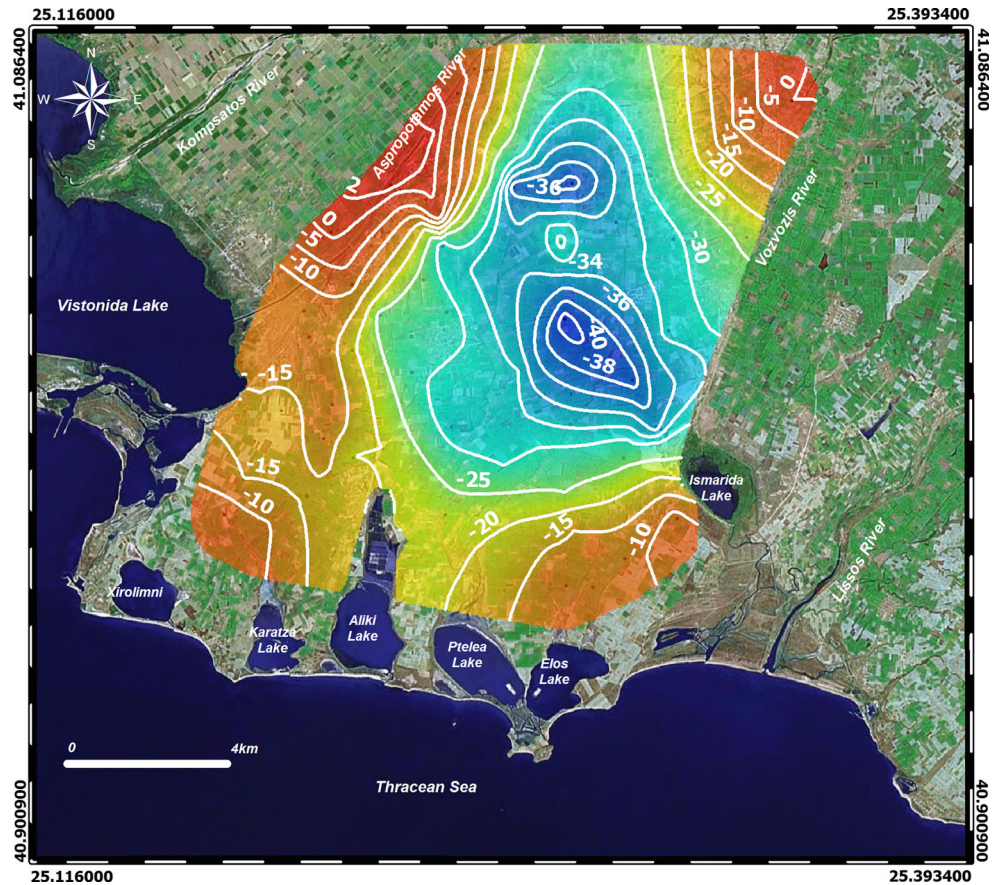 25.116000
25.393400
41.086400
41.086400
N
W
E
S
Kompsatos River
Aspropotamos River
0
-5
-10
-15
-20
-25
2
0
-5
-10
-36
Vozvozis River
-30
-34
-36
-40
-38
Vistonida Lake
-15
-15
-10
-25
-20
-15
-10
Ismarida
Lake
Lissos River
Xirolimni
Karatza
Lake
Aliki
Lake
Ptelea
Lake
Elos
Lake
0
4km
Thracean Sea
40.900900
40.900900
25.116000
25.393400